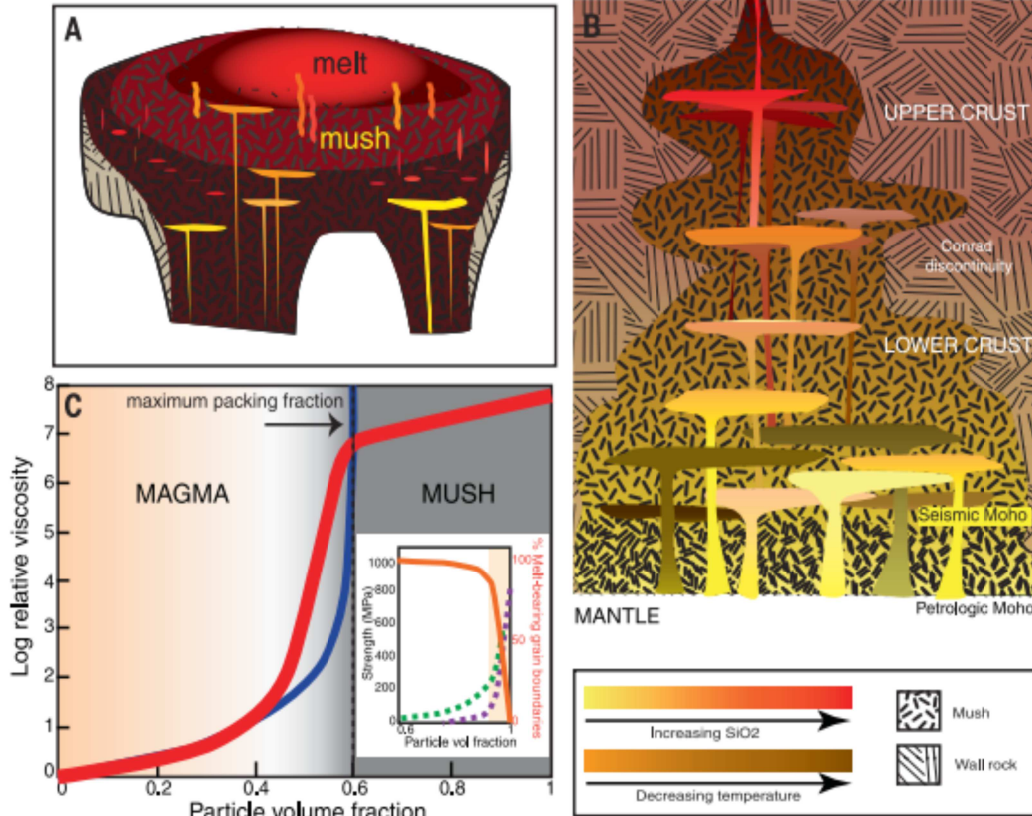 A
melt
mush
B
UPPER CRUST
Conrad
discontinuity
LOWER CRUST
Seismic Moho
Petrologic Moho
MANTLE
C
8
7
6
5
4
3
2
1
0
Log relative viscosity
maximum packing fraction
MAGMA
MUSH
1000
800
600
400
200
0
Strength (MPa)
100
50
0
% Melt-bearing grain boundaries
0.6
1
Particle vol fraction
0
0.2
0.4
0.6
0.8
1
Particle volume fraction
Increasing SiO2
Decreasing temperature
Mush
Wall rock